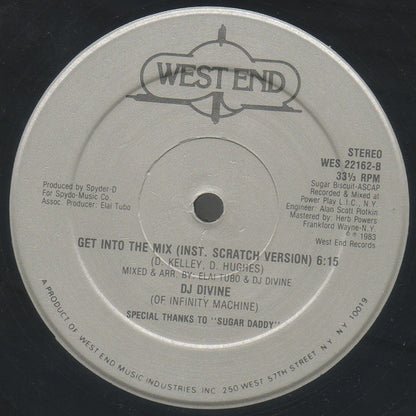 WEST END
STEREO
WES 22162-B
33⅓ RPM
Sugar Biscuit-ASCAP
Recorded & Mixed at
Power Play L.I.C., N.Y.
Engineer: Alan Scott Plotkin
Mastered by: Herb Powers
Frankford Wayne-N.Y.
℗ © 1983
West End Records
Produced by Spyder-D
For Spydo-Music Co.
Assoc. Producer: Elai Tubo
GET INTO THE MIX (INST. SCRATCH VERSION) 6:15
(D. KELLEY, D. HUGHES)
MIXED & ARR. BY: ELAI TUBO & DJ DIVINE
DJ DIVINE
(OF INFINITY MACHINE)
SPECIAL THANKS TO "SUGAR DADDY"
A PRODUCT OF WEST END MUSIC INDUSTRIES, INC. 250 WEST 57TH STREET, N.Y. N.Y. 10019